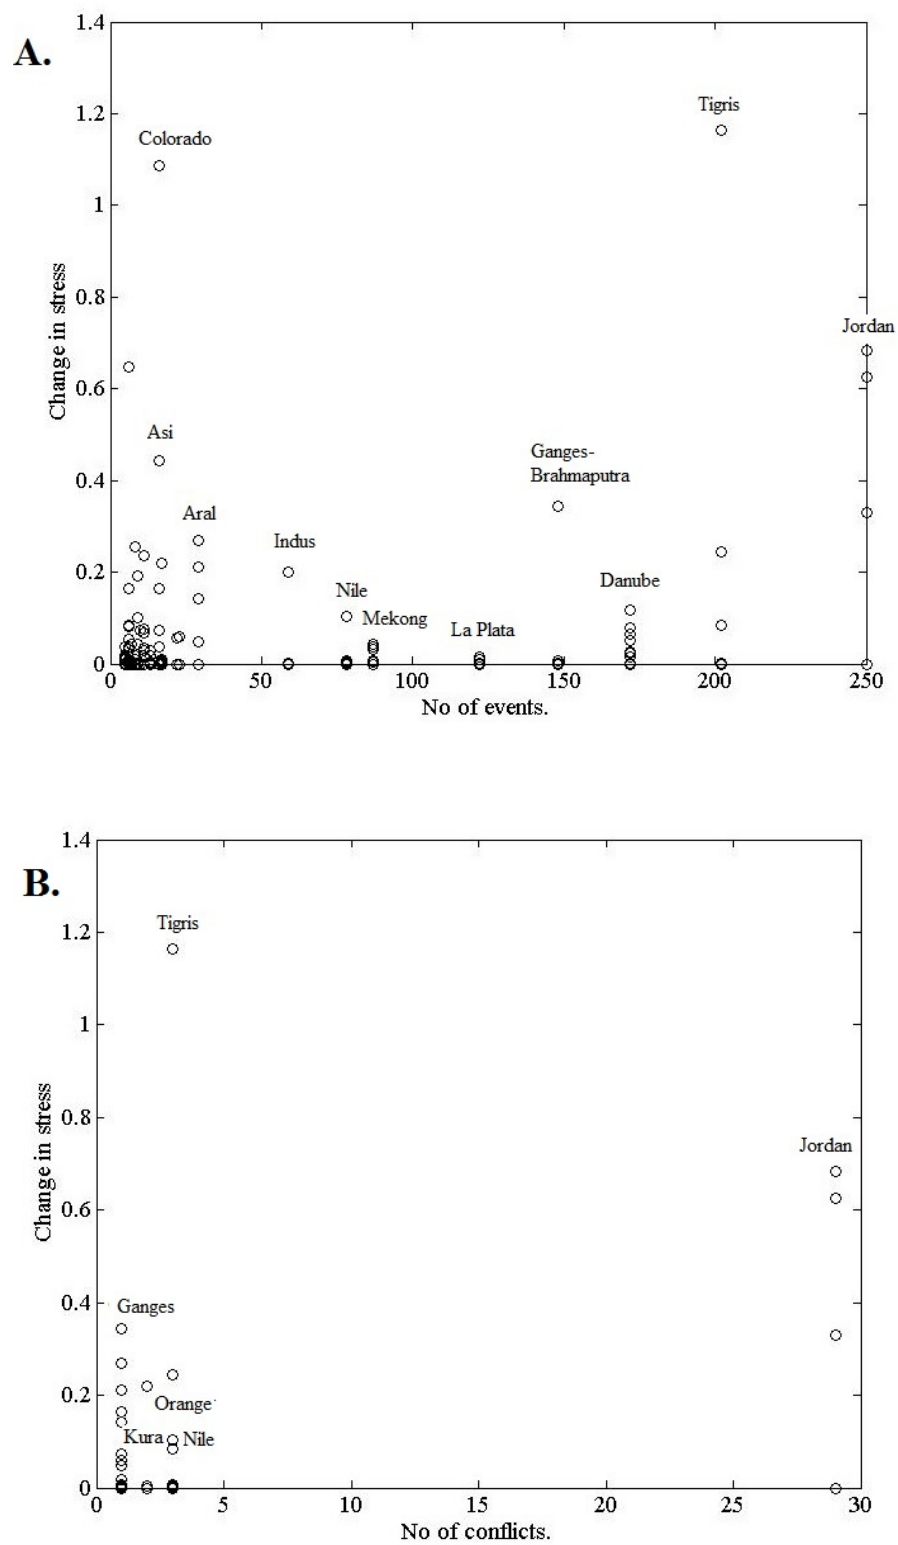 A.
1.4
1.2
1
0.8
0.6
0.4
0.2
0
Change in stress
Colorado
Tigris
Jordan
Asi
Ganges-
Brahmaputra
Aral
Indus
Nile
Mekong
La Plata
Danube
0 50 100 150 200 250
No of events.
B.
1.4
1.2
1
0.8
0.6
0.4
0.2
0
Change in stress
Tigris
Jordan
Ganges
Orange
Kura
Nile
0 5 10 15 20 25 30
No of conflicts.